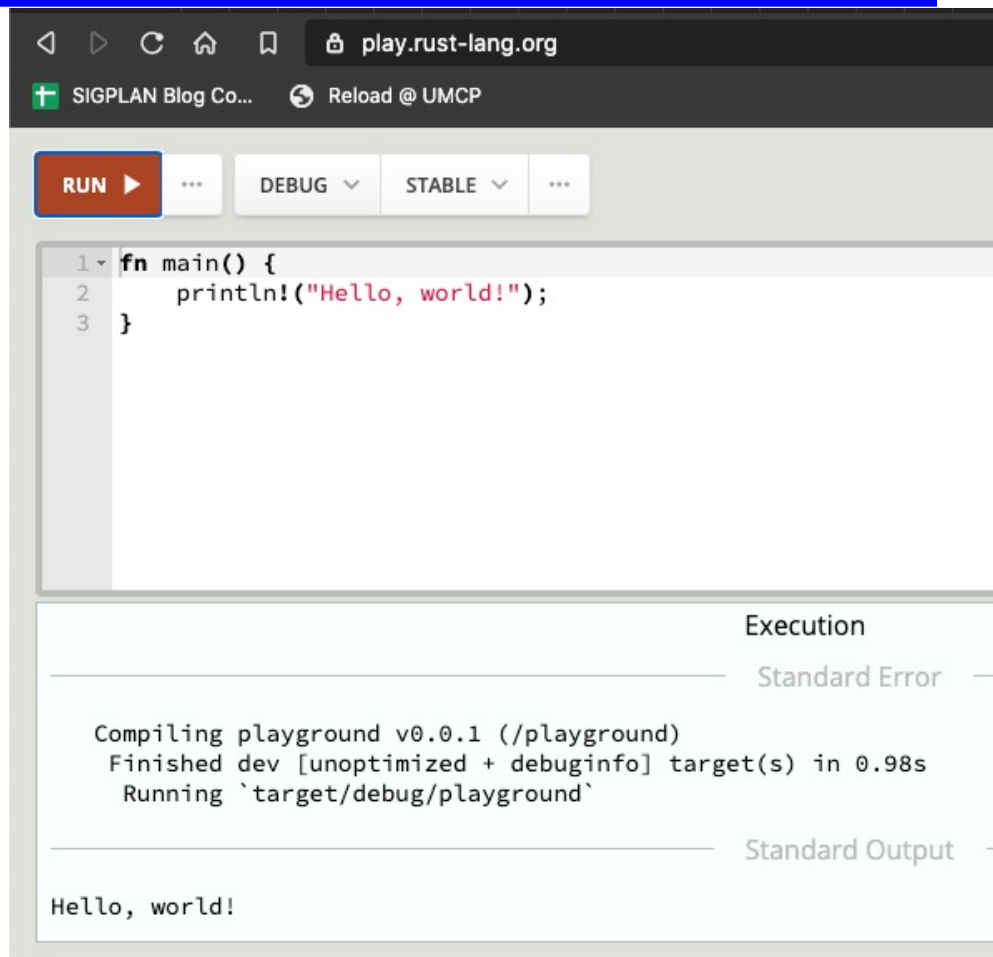 play.rust-lang.org
SIGPLAN Blog Co... Reload @ UMCP
RUN ... DEBUG STABLE ...
1 fn main() {
2     println!("Hello, world!");
3 }
Execution
Standard Error
   Compiling playground v0.0.1 (/playground)
    Finished dev [unoptimized + debuginfo] target(s) in 0.98s
     Running `target/debug/playground`
Standard Output
Hello, world!